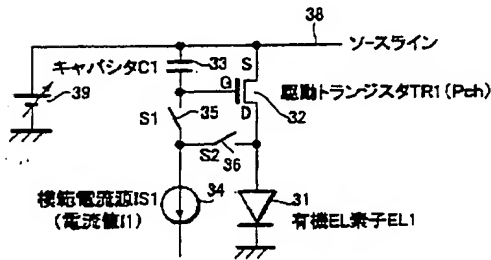 38
ソースライン
キャパシタC1
33
S
G
D
駆動トランジスタTR1(Pch)
32
39
S1
35
S2
36
電流源IS1
34
(電流値I1)
31
有機EL素子EL1